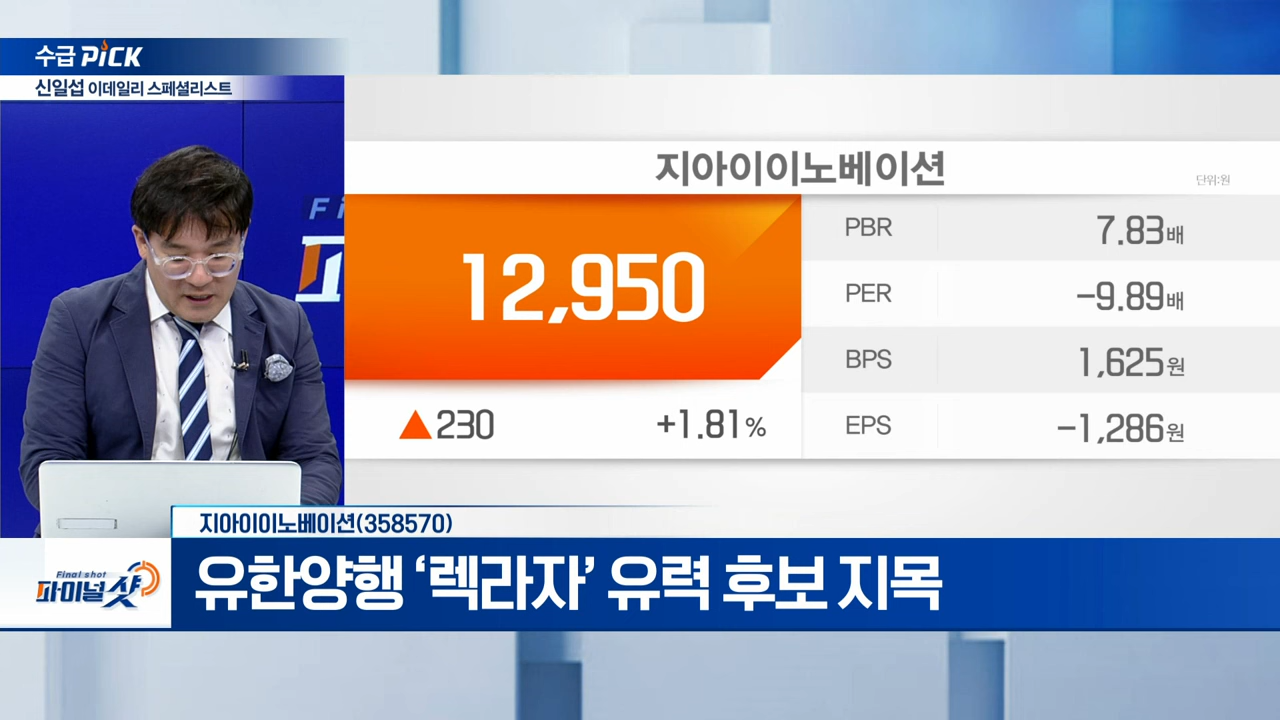 수급 PiCK
신일섭 이데일리 스페셜리스트
Fi
지아이이노베이션
단위:원
12,950
▲230 +1.81%
PBR 7.83배
PER -9.89배
BPS 1,625원
EPS -1,286원
지아이이노베이션(358570)
Final shot
파이널샷
유한양행 ‘렉라자’ 유력 후보 지목